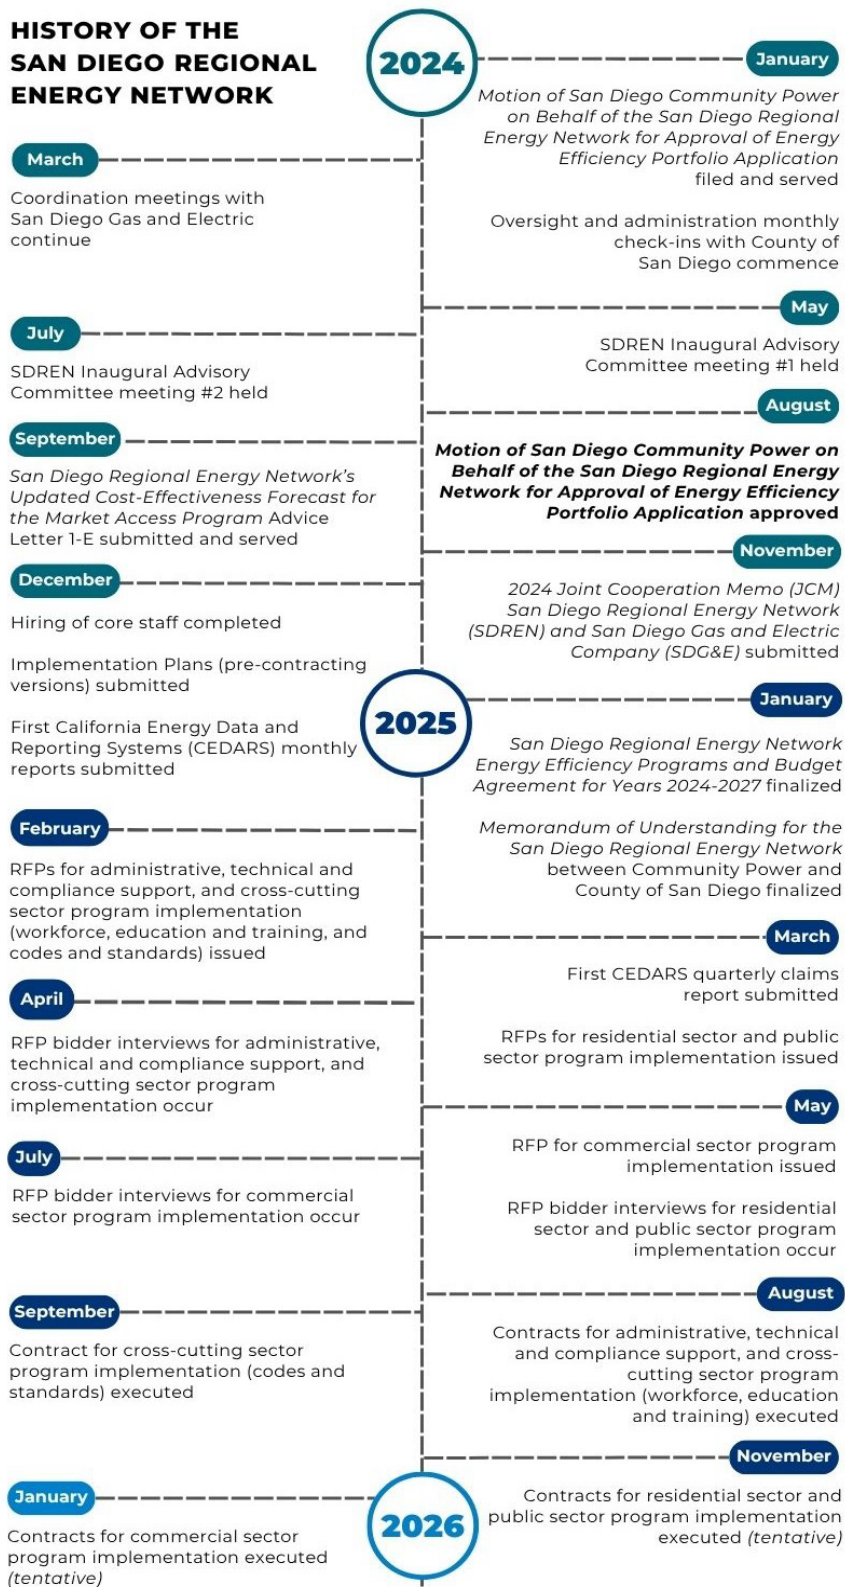 HISTORY OF THE
SAN DIEGO REGIONAL
ENERGY NETWORK
2024
January
Motion of San Diego Community Power
on Behalf of the San Diego Regional
Energy Network for Approval of Energy
Efficiency Portfolio Application
filed and served
Oversight and administration monthly
check-ins with County of
San Diego commence
March
Coordination meetings with
San Diego Gas and Electric
continue
May
SDREN Inaugural Advisory
Committee meeting #1 held
July
SDREN Inaugural Advisory
Committee meeting #2 held
August
Motion of San Diego Community Power on
Behalf of the San Diego Regional Energy
Network for Approval of Energy Efficiency
Portfolio Application approved
September
San Diego Regional Energy Network's
Updated Cost-Effectiveness Forecast for
the Market Access Program Advice
Letter 1-E submitted and served
November
2024 Joint Cooperation Memo (JCM)
San Diego Regional Energy Network
(SDREN) and San Diego Gas and Electric
Company (SDG&E) submitted
December
Hiring of core staff completed
Implementation Plans (pre-contracting
versions) submitted
First California Energy Data and
Reporting Systems (CEDARS) monthly
reports submitted
2025
January
San Diego Regional Energy Network
Energy Efficiency Programs and Budget
Agreement for Years 2024-2027 finalized
Memorandum of Understanding for the
San Diego Regional Energy Network
between Community Power and
County of San Diego finalized
February
RFPs for administrative, technical and
compliance support, and cross-cutting
sector program implementation
(workforce, education and training, and
codes and standards) issued
March
First CEDARS quarterly claims
report submitted
RFPs for residential sector and public
sector program implementation issued
April
RFP bidder interviews for administrative,
technical and compliance support, and
cross-cutting sector program
implementation occur
May
RFP for commercial sector program
implementation issued
RFP bidder interviews for residential
sector and public sector program
implementation occur
July
RFP bidder interviews for commercial
sector program implementation occur
August
Contracts for administrative, technical
and compliance support, and cross-
cutting sector program
implementation (workforce, education
and training) executed
September
Contract for cross-cutting sector
program implementation (codes and
standards) executed
November
Contracts for residential sector and
public sector program implementation
executed (tentative)
2026
January
Contracts for commercial sector
program implementation executed
(tentative)